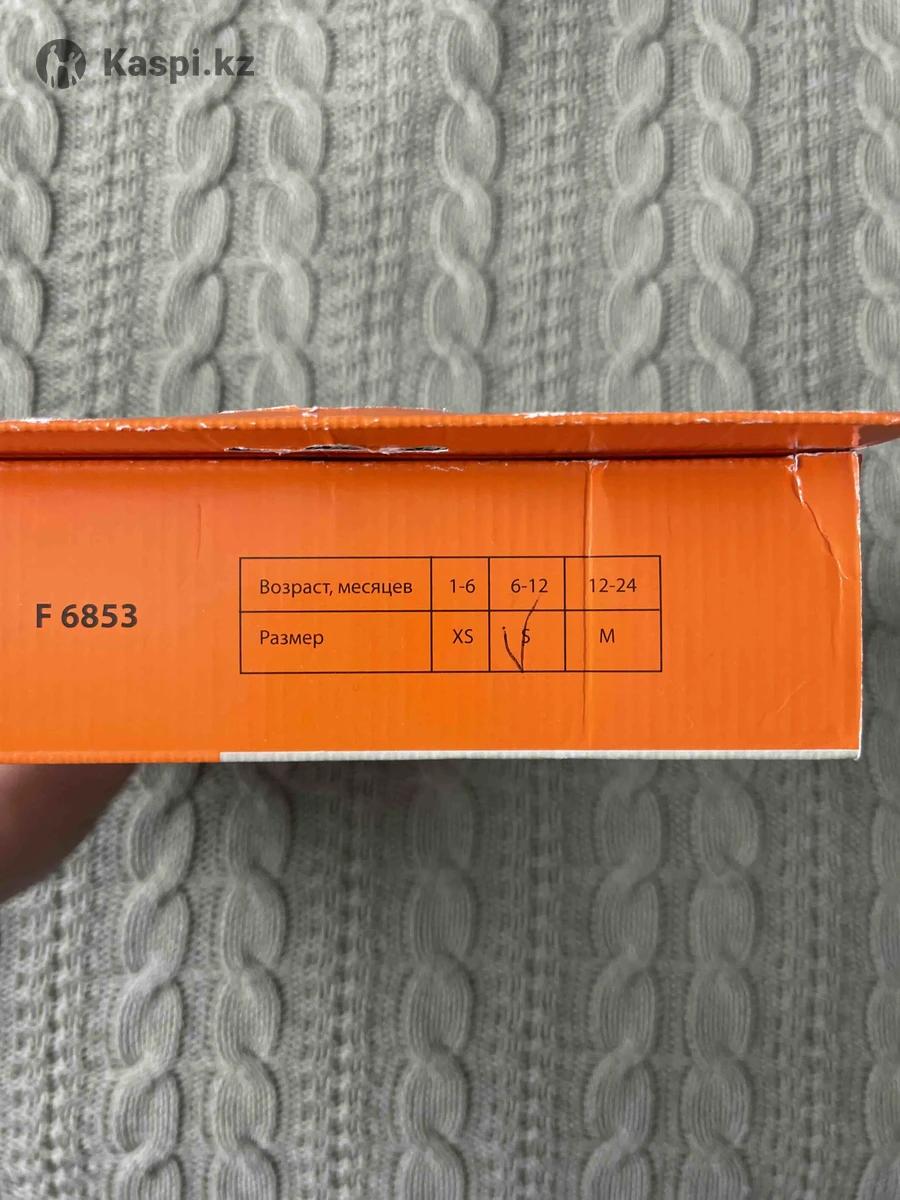 Kaspi.kz
F 6853
Возраст, месяцев 1-6 6-12 12-24
Размер XS S M